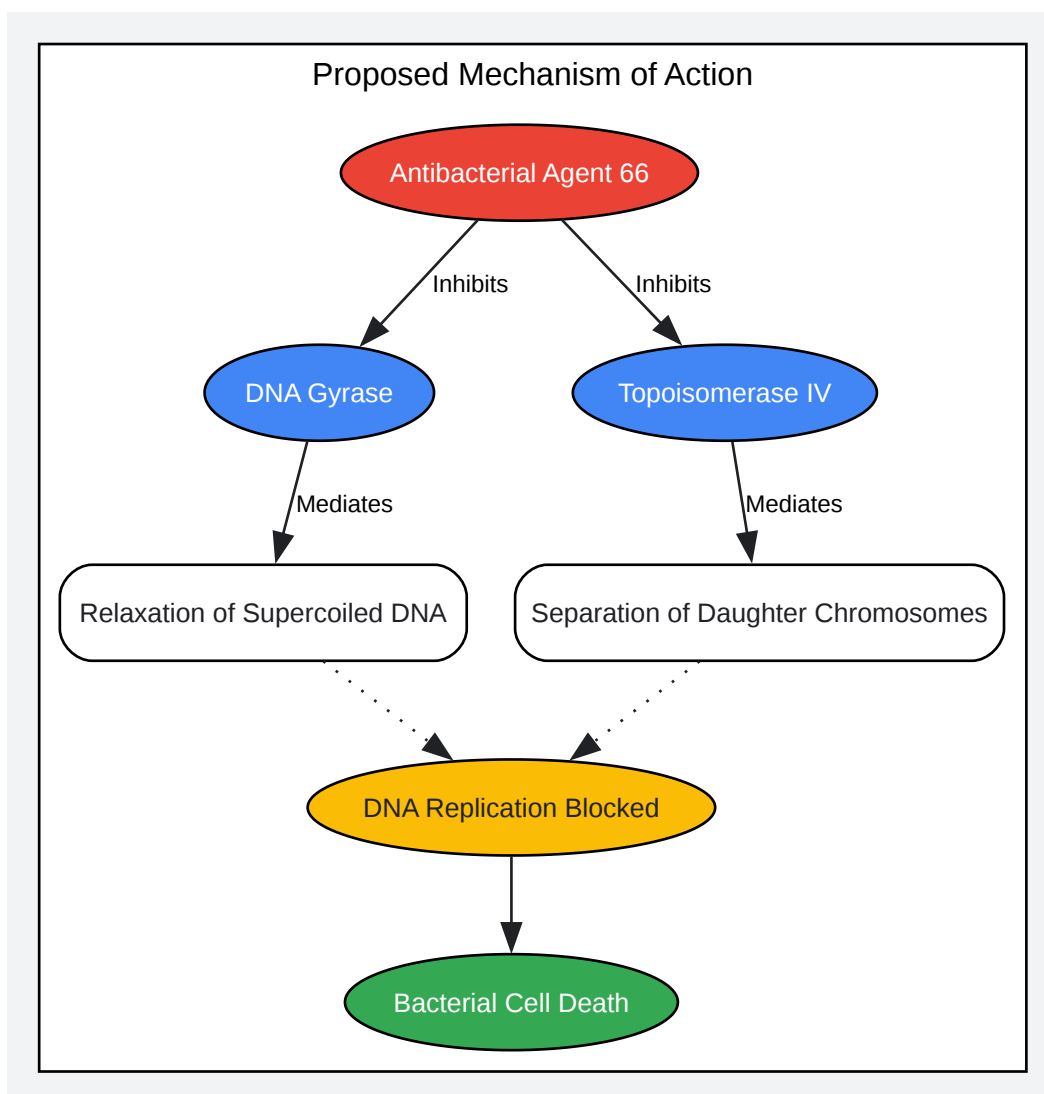 Proposed Mechanism of Action
Antibacterial Agent 66
Inhibits
Inhibits
DNA Gyrase
Topoisomerase IV
Mediates
Mediates
Relaxation of Supercoiled DNA
Separation of Daughter Chromosomes
DNA Replication Blocked
Bacterial Cell Death